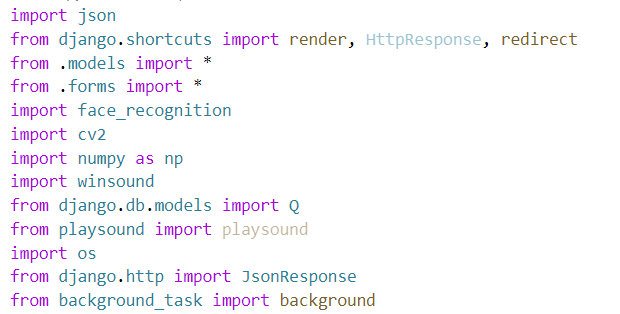 import json
from django.shortcuts import render, HttpResponse, redirect
from .models import *
from .forms import *
import face_recognition
import cv2
import numpy as np
import winsound
from django.db.models import Q
from playsound import playsound
import os
from django.http import JsonResponse
from background_task import background